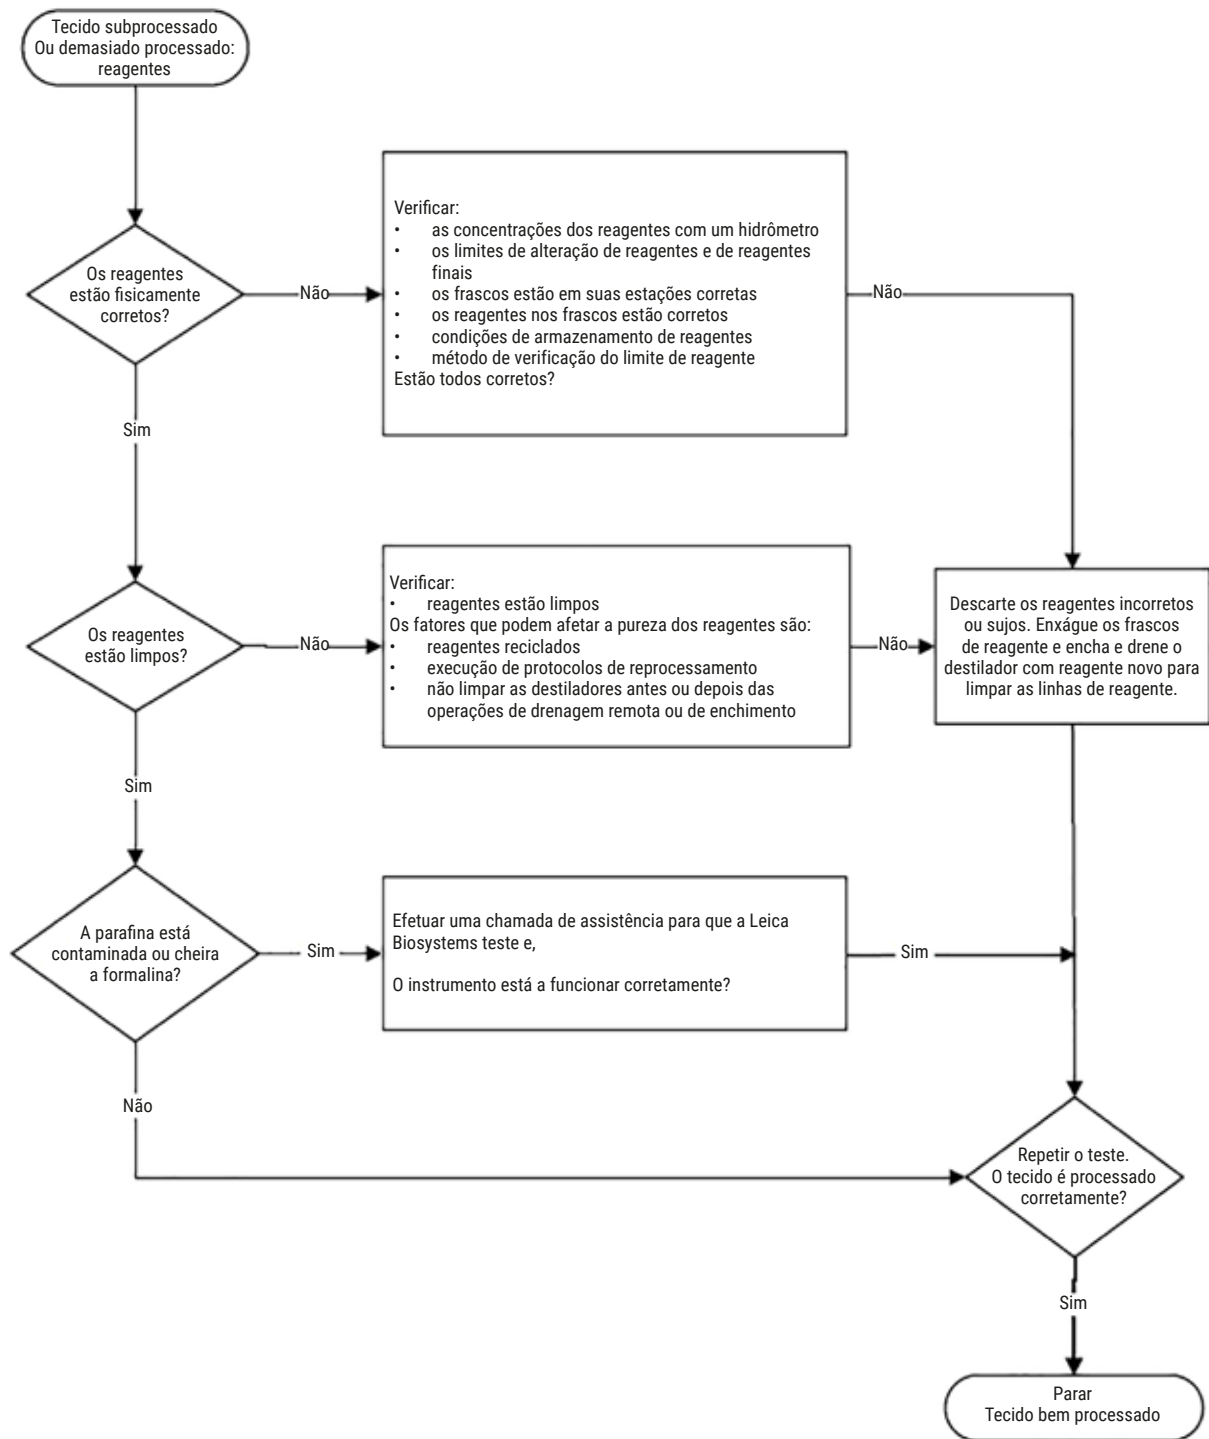 Tecido subprocessado
Ou demasiado processado:
reagentes
Os reagentes
estão fisicamente
corretos?
Não
Verificar:
• as concentrações dos reagentes com um hidrômetro
• os limites de alteração de reagentes e de reagentes
finais
• os frascos estão em suas estações corretas
• os reagentes nos frascos estão corretos
• condições de armazenamento de reagentes
• método de verificação do limite de reagente
Estão todos corretos?
Não
Sim
Os reagentes
estão limpos?
Não
Verificar:
• reagentes estão limpos
Os fatores que podem afetar a pureza dos reagentes são:
• reagentes reciclados
• execução de protocolos de reprocessamento
• não limpar as destiladores antes ou depois das
operações de drenagem remota ou de enchimento
Não
Descarte os reagentes incorretos
ou sujos. Enxágue os frascos
de reagente e encha e drene o
destilador com reagente novo para
limpar as linhas de reagente.
Sim
A parafina está
contaminada ou cheira
a formalina?
Sim
Efetuar uma chamada de assistência para que a Leica
Biosystems teste e,
O instrumento está a funcionar corretamente?
Sim
Não
Repetir o teste.
O tecido é processado
corretamente?
Sim
Parar
Tecido bem processado